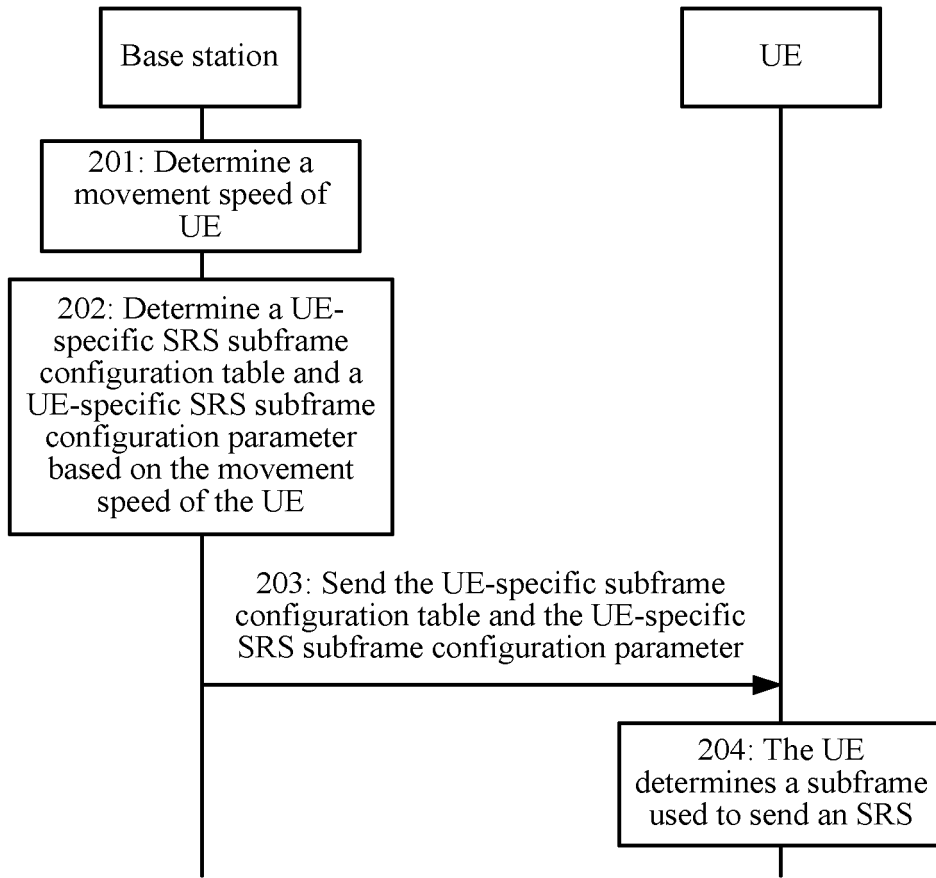 Base station
UE
201: Determine a
movement speed of
UE
202: Determine a UE-
specific SRS subframe
configuration table and a
UE-specific SRS subframe
configuration parameter
based on the movement
speed of the UE
203: Send the UE-specific subframe
configuration table and the UE-specific
SRS subframe configuration parameter
204: The UE
determines a subframe
used to send an SRS